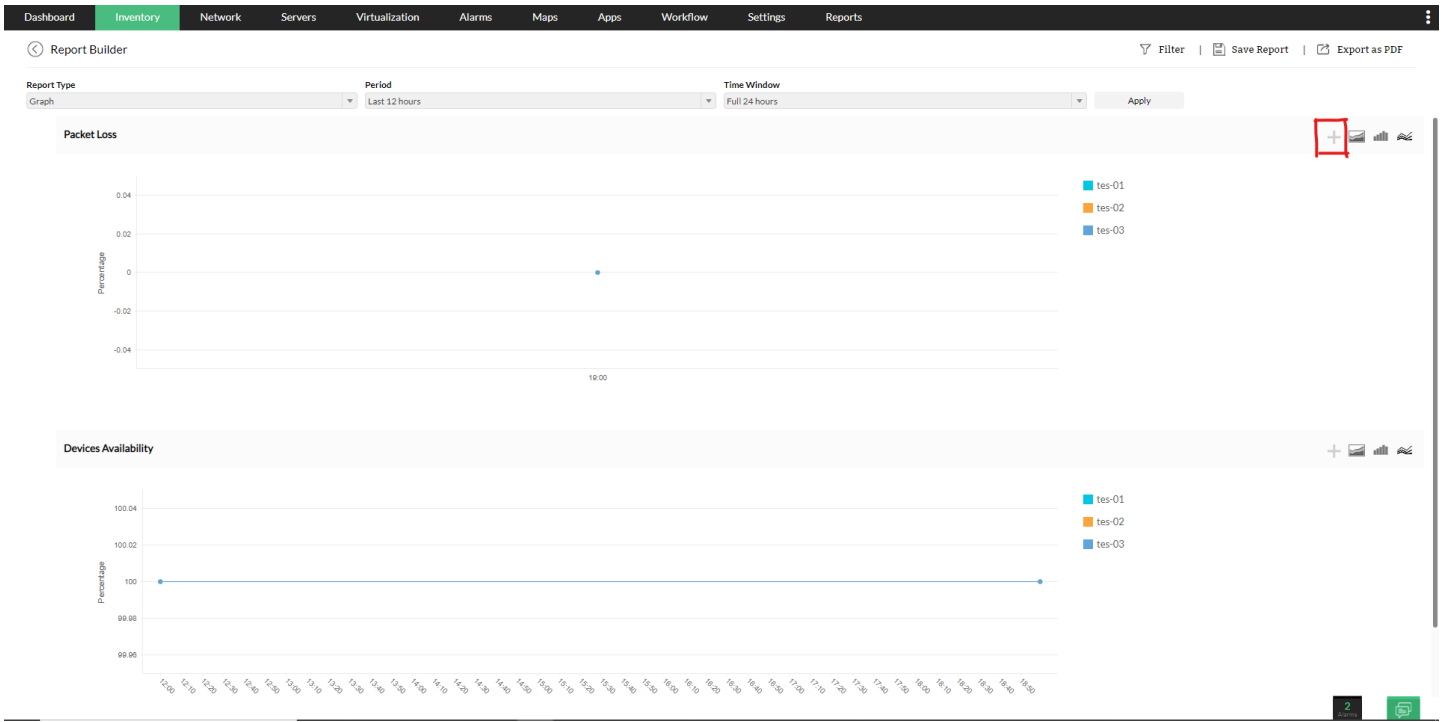 Dashboard Inventory Network Servers Virtualization Alarms Maps Apps Workflow Settings Reports
Report Builder Filter | Save Report | Export as PDF
Report Type Period Time Window
Graph Last 12 hours Full 24 hours Apply
Packet Loss
0.04
0.02
0
-0.02
-0.04
Percentage
19:00
tes-01
tes-02
tes-03
Devices Availability
100.04
100.02
100
99.98
99.96
Percentage
12:00 12:10 12:20 12:30 12:40 12:50 13:00 13:10 13:20 13:30 13:40 13:50 14:00 14:10 14:20 14:30 14:40 14:50 15:00 15:10 15:20 15:30 15:40 15:50 16:00 16:10 16:20 16:30 16:40 16:50 17:00 17:10 17:20 17:30 17:40 17:50 18:00 18:10 18:20 18:30 18:40 18:50
tes-01
tes-02
tes-03
2
Alarms